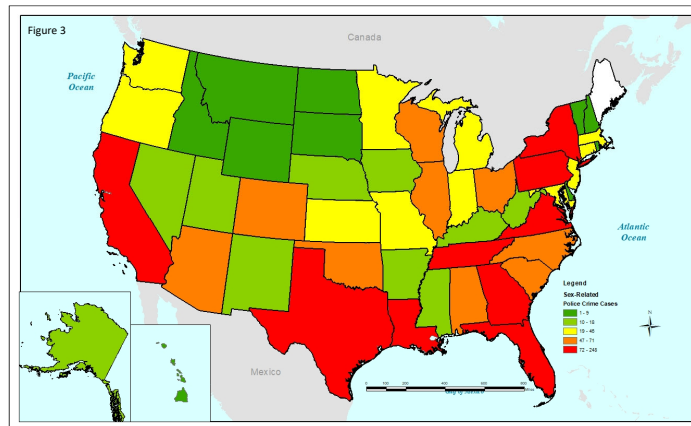 Figure 3
Canada
Pacific
Ocean
Atlantic
Ocean
Legend
Sex-Related
Police Crime Cases
1 - 9
10 - 18
19 - 46
47 - 71
72 - 248
N
Mexico